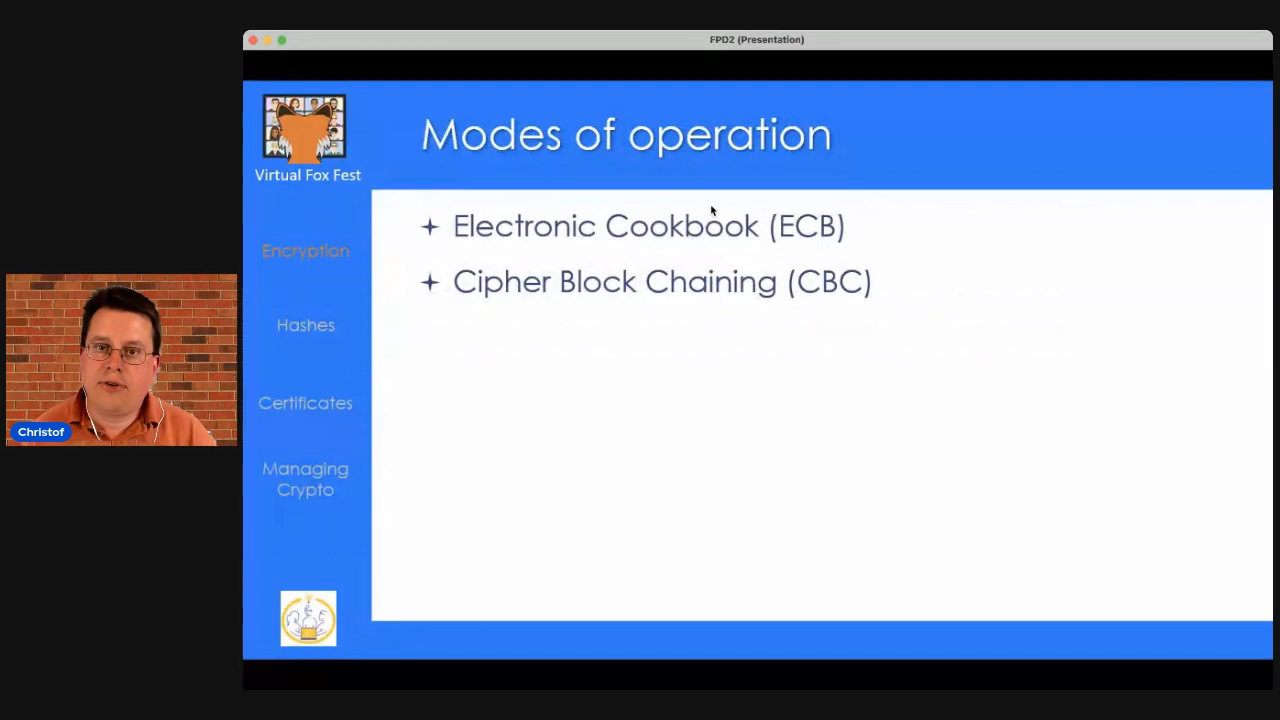 FPD2 (Presentation)
Virtual Fox Fest
Modes of operation
Electronic Cookbook (ECB)
Cipher Block Chaining (CBC)
Encryption
Hashes
Certificates
Managing
Crypto
Christof